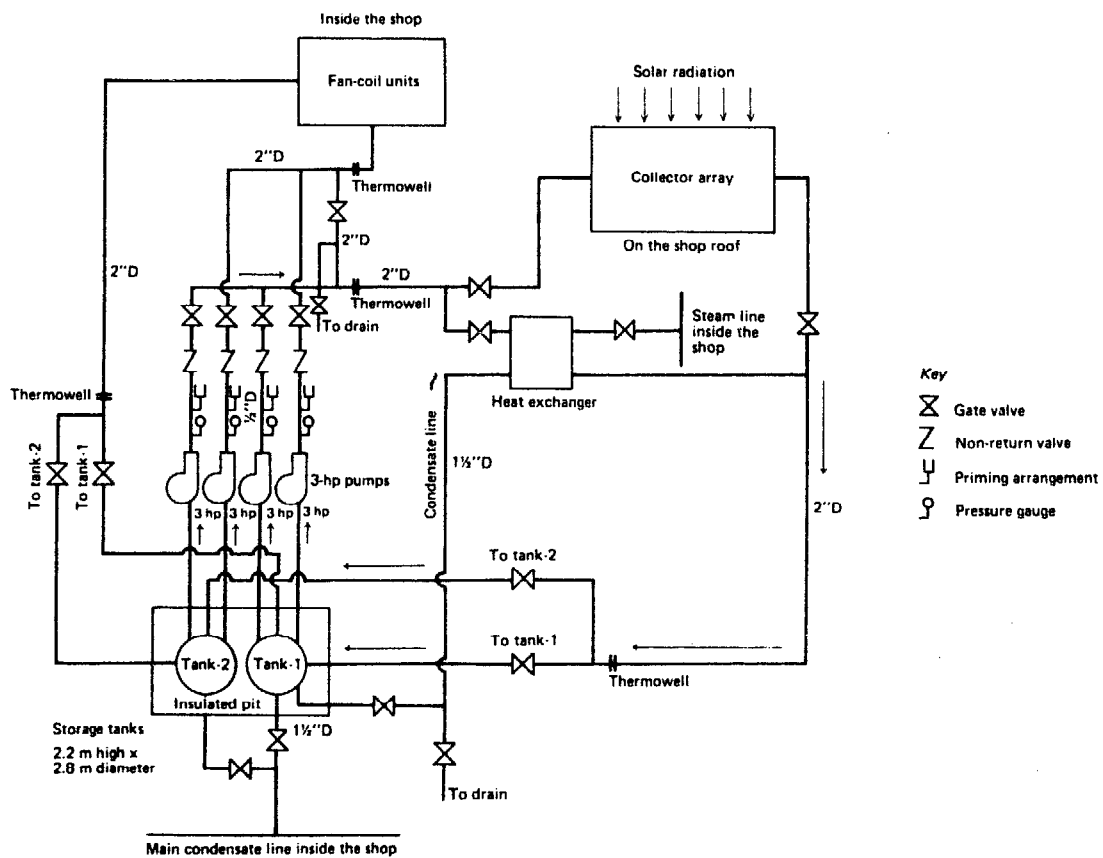 Inside the shop
Fan-coil units
Solar radiation
Collector array
On the shop roof
2''D
Thermowell
2''D
2''D
2''D
Thermowell
To drain
2''D
Steam line
inside the
shop
Heat exchanger
Thermowell
To tank-2
To tank-1
½''D
3-hp pumps
3 hp
3 hp
3 hp
3 hp
Condensate line
1½''D
2''D
Key
Gate valve
Non-return valve
Priming arrangement
Pressure gauge
To tank-2
To tank-1
Thermowell
Tank-2
Tank-1
Insulated pit
1½''D
Storage tanks
2.2 m high x
2.8 m diameter
To drain
Main condensate line inside the shop